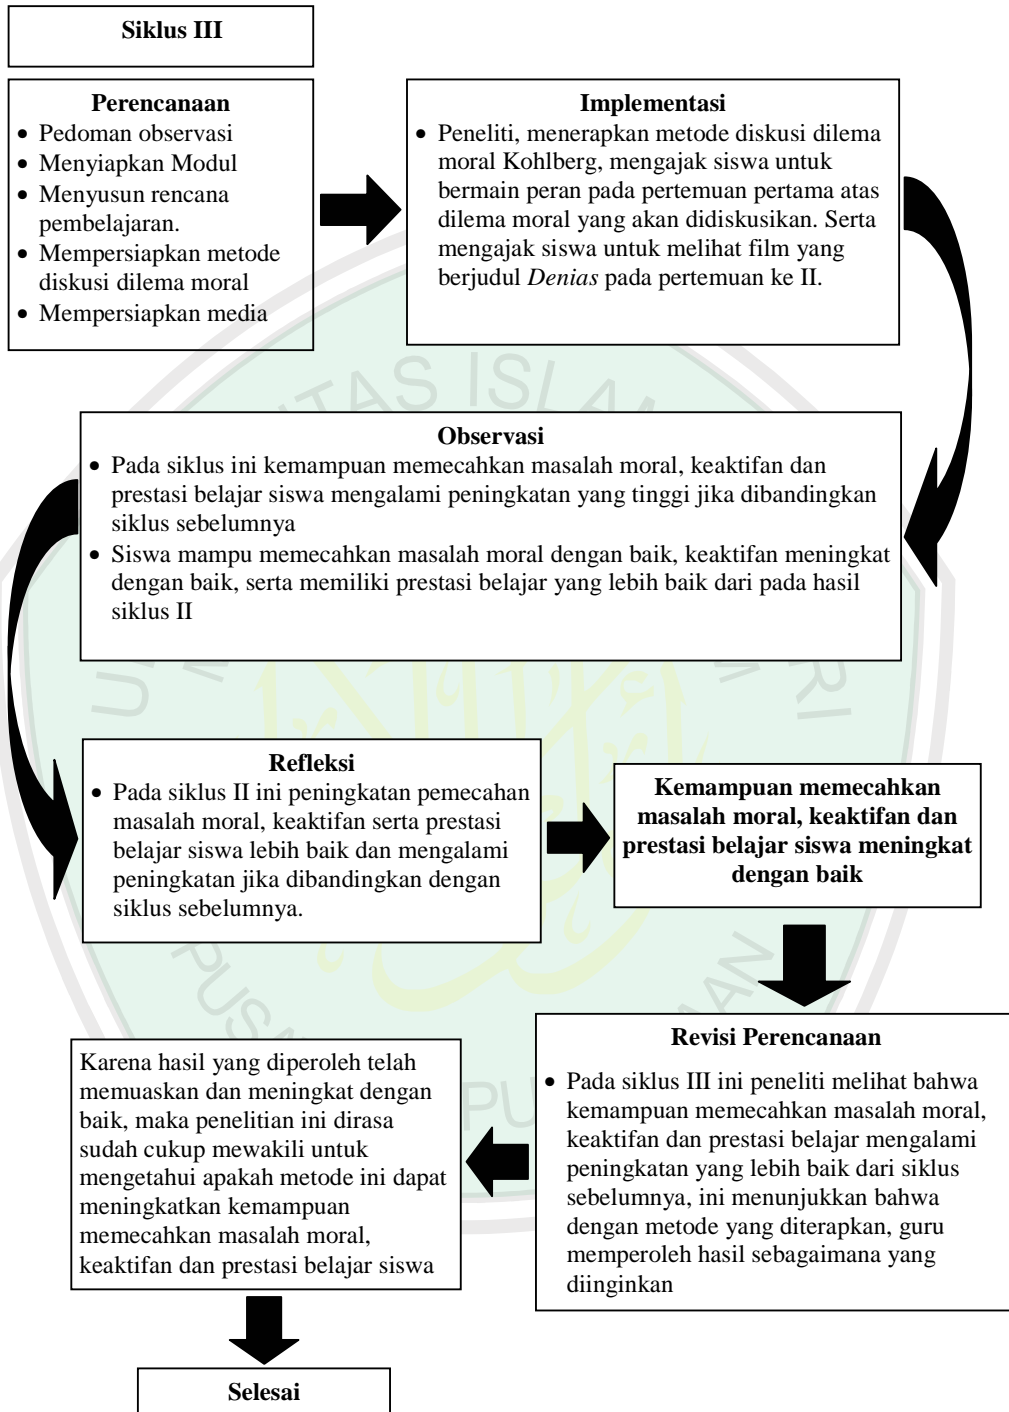 Siklus III
Perencanaan
• Pedoman observasi
• Menyiapkan Modul
• Menyusun rencana
pembelajaran.
• Mempersiapkan metode
diskusi dilema moral
• Mempersiapkan media
Implementasi
• Peneliti, menerapkan metode diskusi dilema
moral Kohlberg, mengajak siswa untuk
bermain peran pada pertemuan pertama atas
dilema moral yang akan didiskusikan. Serta
mengajak siswa untuk melihat film yang
berjudul Denias pada pertemuan ke II.
Observasi
• Pada siklus ini kemampuan memecahkan masalah moral, keaktifan dan
prestasi belajar siswa mengalami peningkatan yang tinggi jika dibandingkan
siklus sebelumnya
• Siswa mampu memecahkan masalah moral dengan baik, keaktifan meningkat
dengan baik, serta memiliki prestasi belajar yang lebih baik dari pada hasil
siklus II
Refleksi
• Pada siklus II ini peningkatan pemecahan
masalah moral, keaktifan serta prestasi
belajar siswa lebih baik dan mengalami
peningkatan jika dibandingkan dengan
siklus sebelumnya.
Kemampuan memecahkan
masalah moral, keaktifan dan
prestasi belajar siswa meningkat
dengan baik
Revisi Perencanaan
• Pada siklus III ini peneliti melihat bahwa
kemampuan memecahkan masalah moral,
keaktifan dan prestasi belajar mengalami
peningkatan yang lebih baik dari siklus
sebelumnya, ini menunjukkan bahwa
dengan metode yang diterapkan, guru
memperoleh hasil sebagaimana yang
diinginkan
Karena hasil yang diperoleh telah
memuaskan dan meningkat dengan
baik, maka penelitian ini dirasa
sudah cukup mewakili untuk
mengetahui apakah metode ini dapat
meningkatkan kemampuan
memecahkan masalah moral,
keaktifan dan prestasi belajar siswa
Selesai